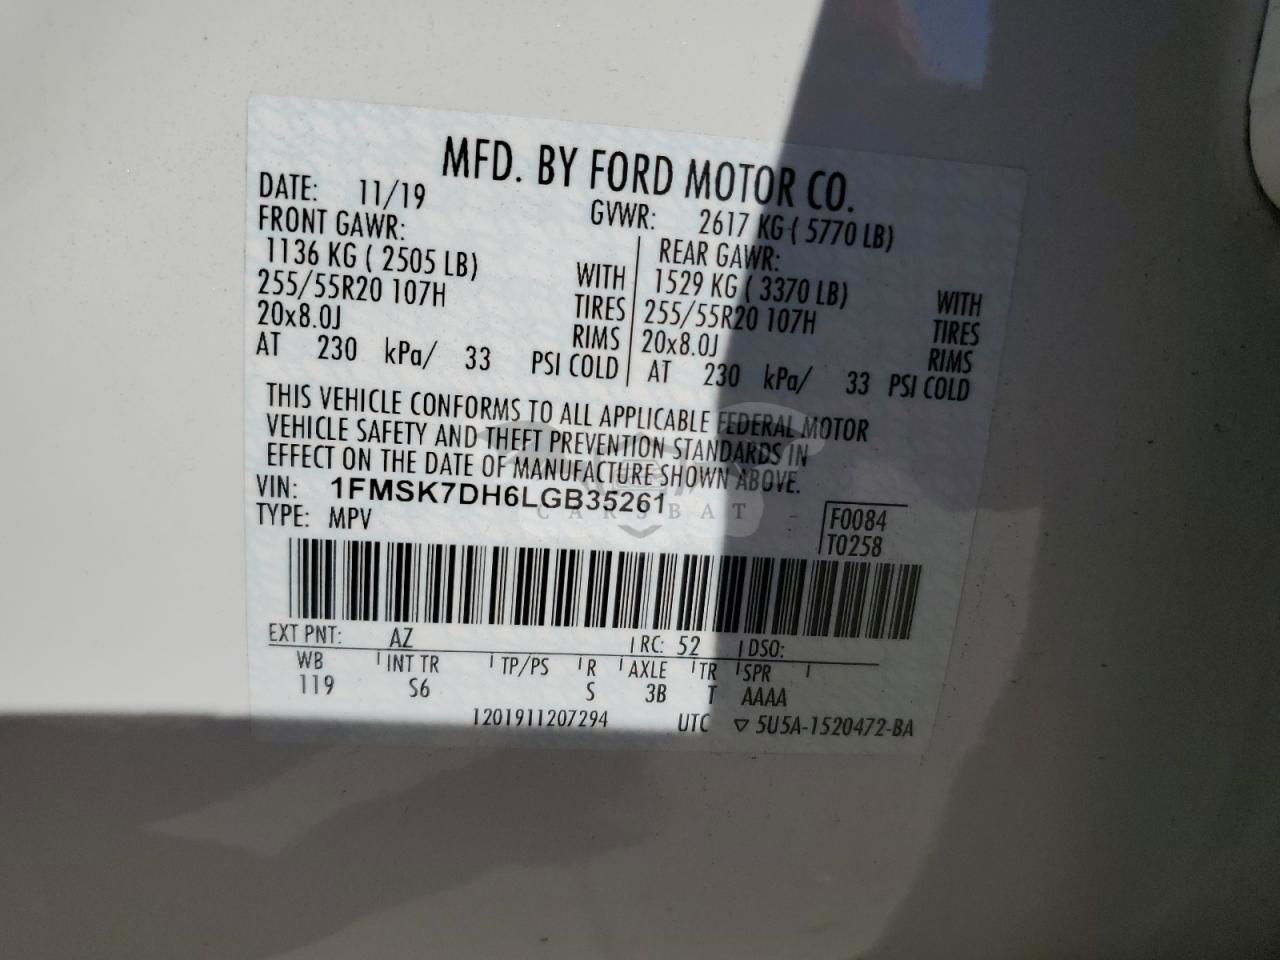 MFD. BY FORD MOTOR CO.
DATE: 11/19 GVWR: 2617 KG ( 5770 LB)
FRONT GAWR: REAR GAWR:
1136 KG ( 2505 LB) WITH 1529 KG ( 3370 LB) WITH
255/55R20 107H TIRES 255/55R20 107H TIRES
20x8.0J RIMS 20x8.0J RIMS
AT 230 kPa/ 33 PSI COLD AT 230 kPa/ 33 PSI COLD
THIS VEHICLE CONFORMS TO ALL APPLICABLE FEDERAL MOTOR
VEHICLE SAFETY AND THEFT PREVENTION STANDARDS IN
EFFECT ON THE DATE OF MANUFACTURE SHOWN ABOVE.
VIN: 1FMSK7DH6LGB35261
CARSBAT
TYPE: MPV
F0084
T0258
EXT PNT: AZ RC: 52 DSO:
WB INT TR TP/PS R AXLE TR SPR
119 S6 S 3B T AAAA
1201911207294 UTC ▽ 5U5A-1520472-BA